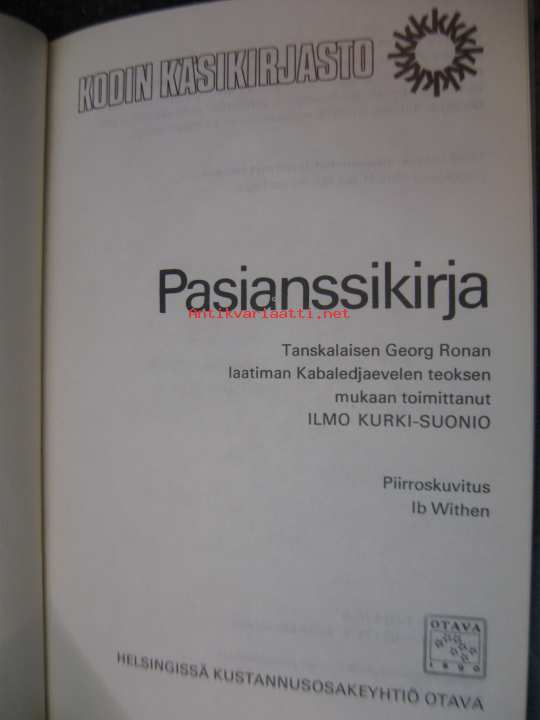 KODIN KÄSIKIRJASTO
Pasianssikirja
Antikvariaatti.net
Tanskalaisen Georg Ronan
laatiman Kabaledjaevelen teoksen
mukaan toimittanut
ILMO KURKI-SUONIO
Piirroskuvitus
Ib Withen
OTAVA
1890
HELSINGISSÄ KUSTANNUSOSAKEYHTIÖ OTAVA